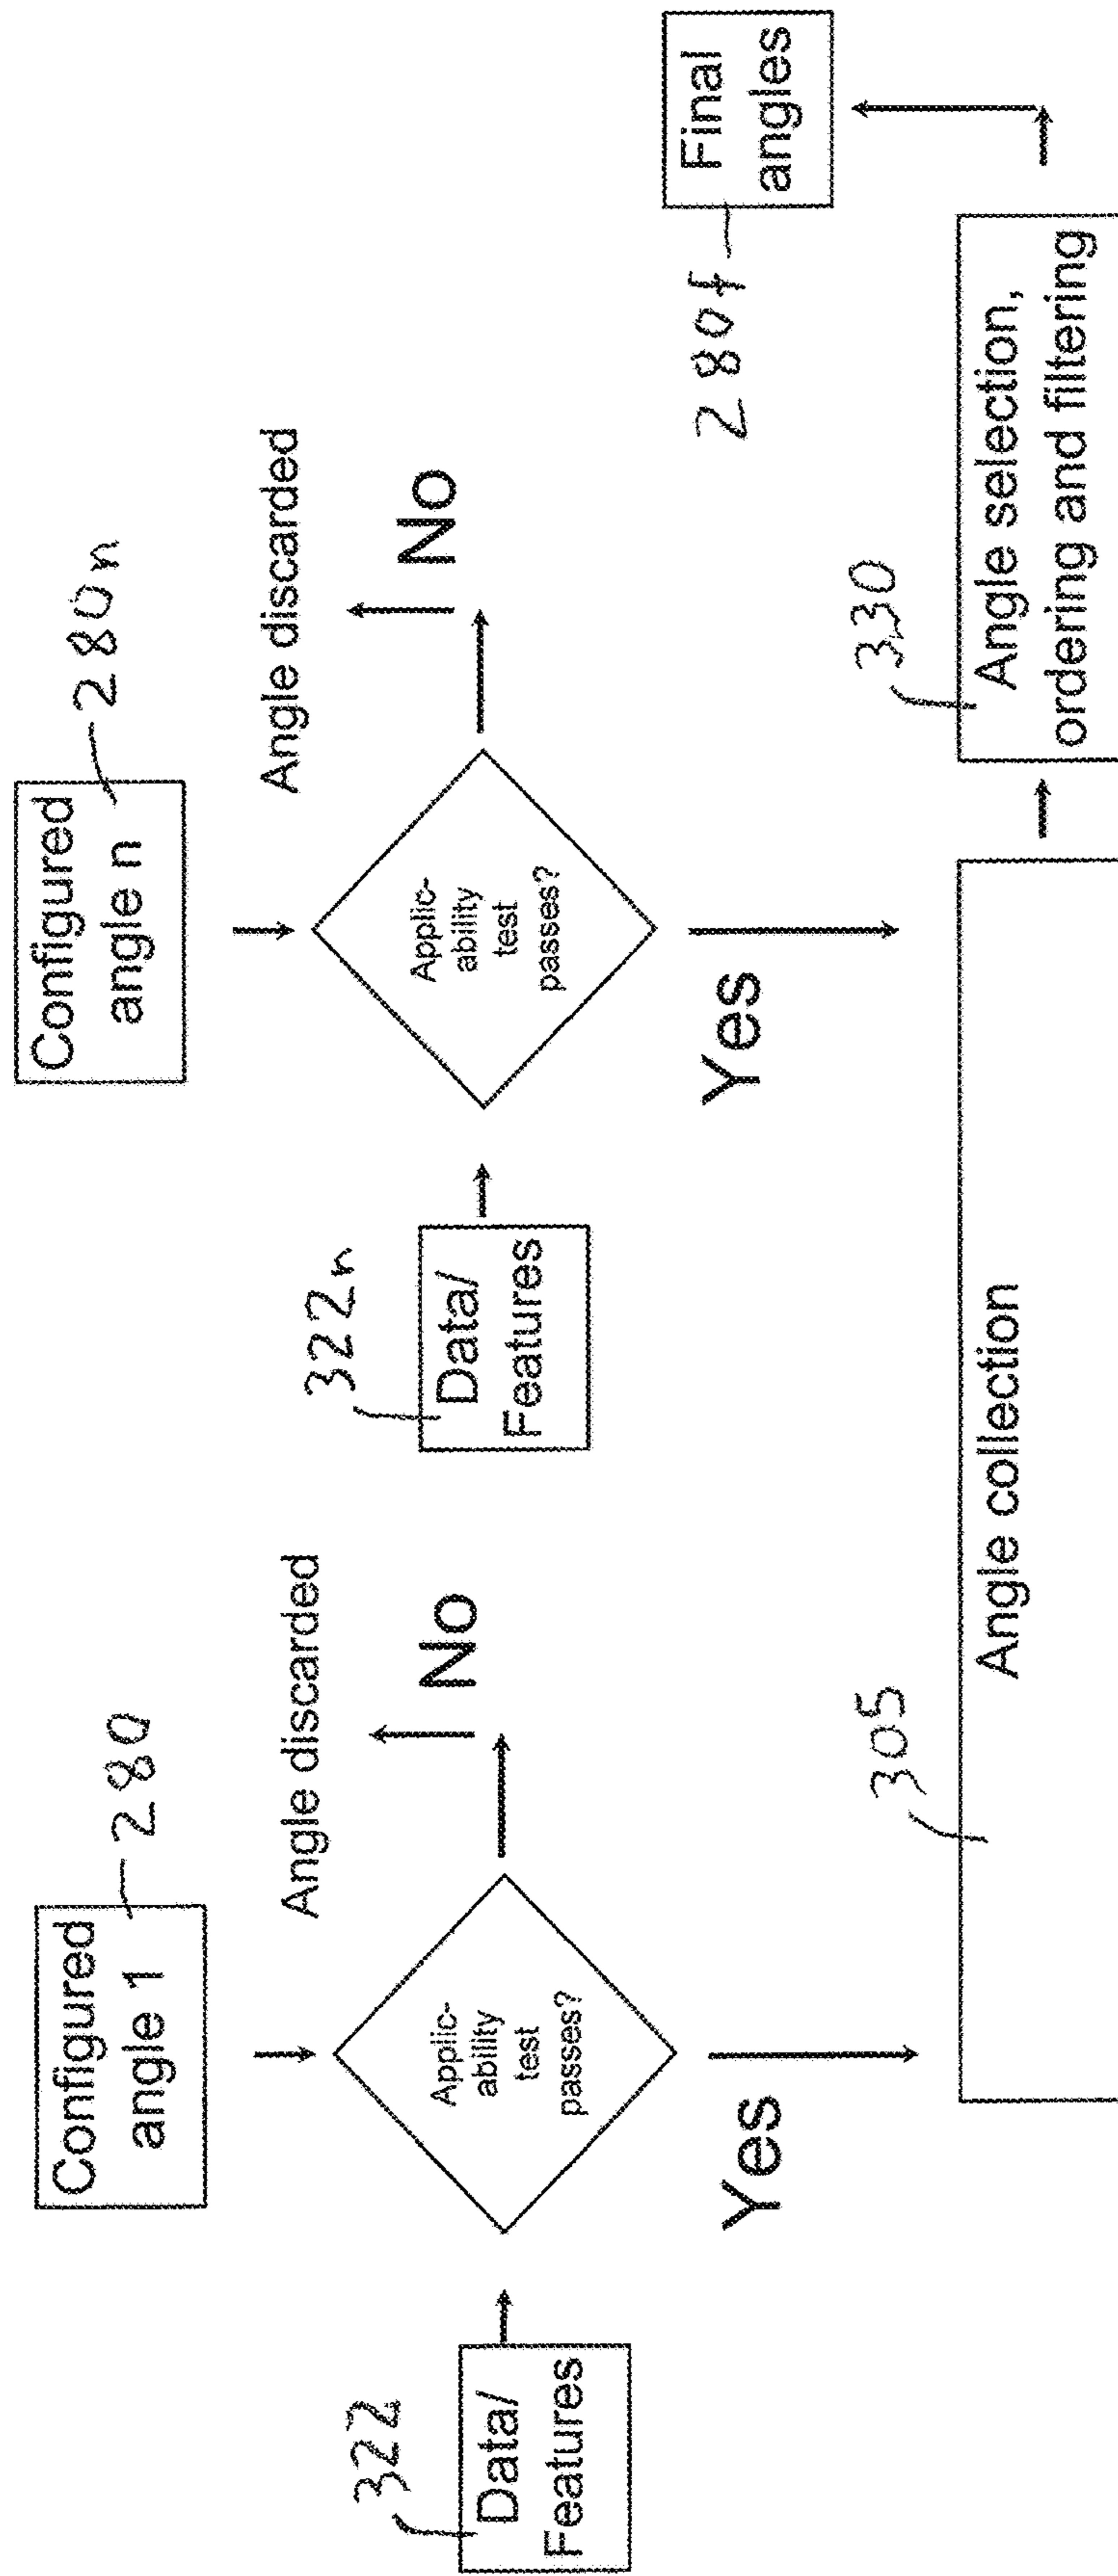 Configured
angle 1
280
322
Data/
Features
Applic-
ability
test
passes?
Angle discarded
No
Yes
Configured
angle n
280n
322n
Data/
Features
Applic-
ability
test
passes?
Angle discarded
No
Yes
305
Angle collection
330
Angle selection,
ordering and filtering
280f
Final
angles